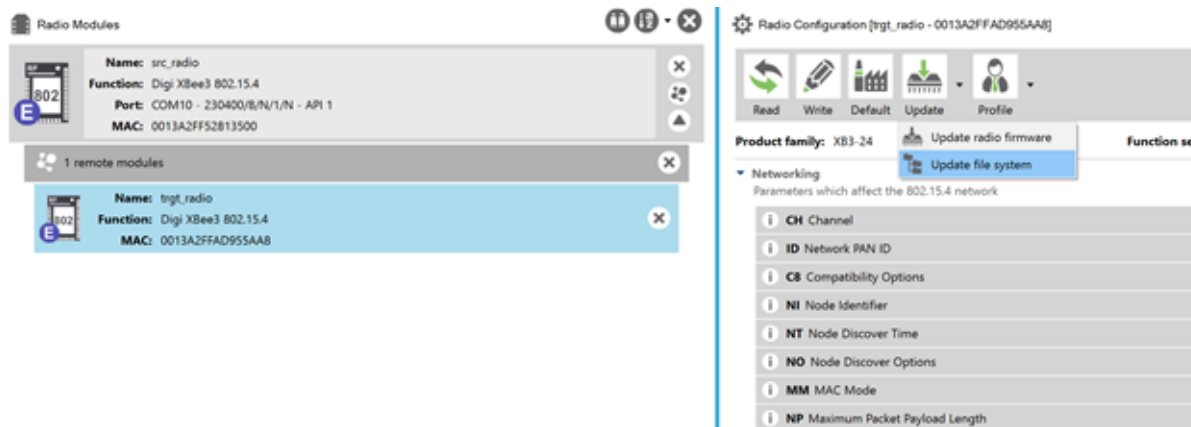 Radio Modules
Name: src_radio
Function: Digi XBee3 802.15.4
Port: COM10 - 230400/8/N/1/N - API 1
MAC: 0013A2FF52813500
802
E
1 remote modules
Name: trgt_radio
Function: Digi XBee3 802.15.4
MAC: 0013A2FFAD955AA8
802
E
Radio Configuration [trgt_radio - 0013A2FFAD955AA8]
Read Write Default Update Profile
Update radio firmware
Update file system
Product family: XB3-24 Function se
Networking
Parameters which affect the 802.15.4 network
i CH Channel
i ID Network PAN ID
i C8 Compatibility Options
i NI Node Identifier
i NT Node Discover Time
i NO Node Discover Options
i MM MAC Mode
i NP Maximum Packet Payload Length